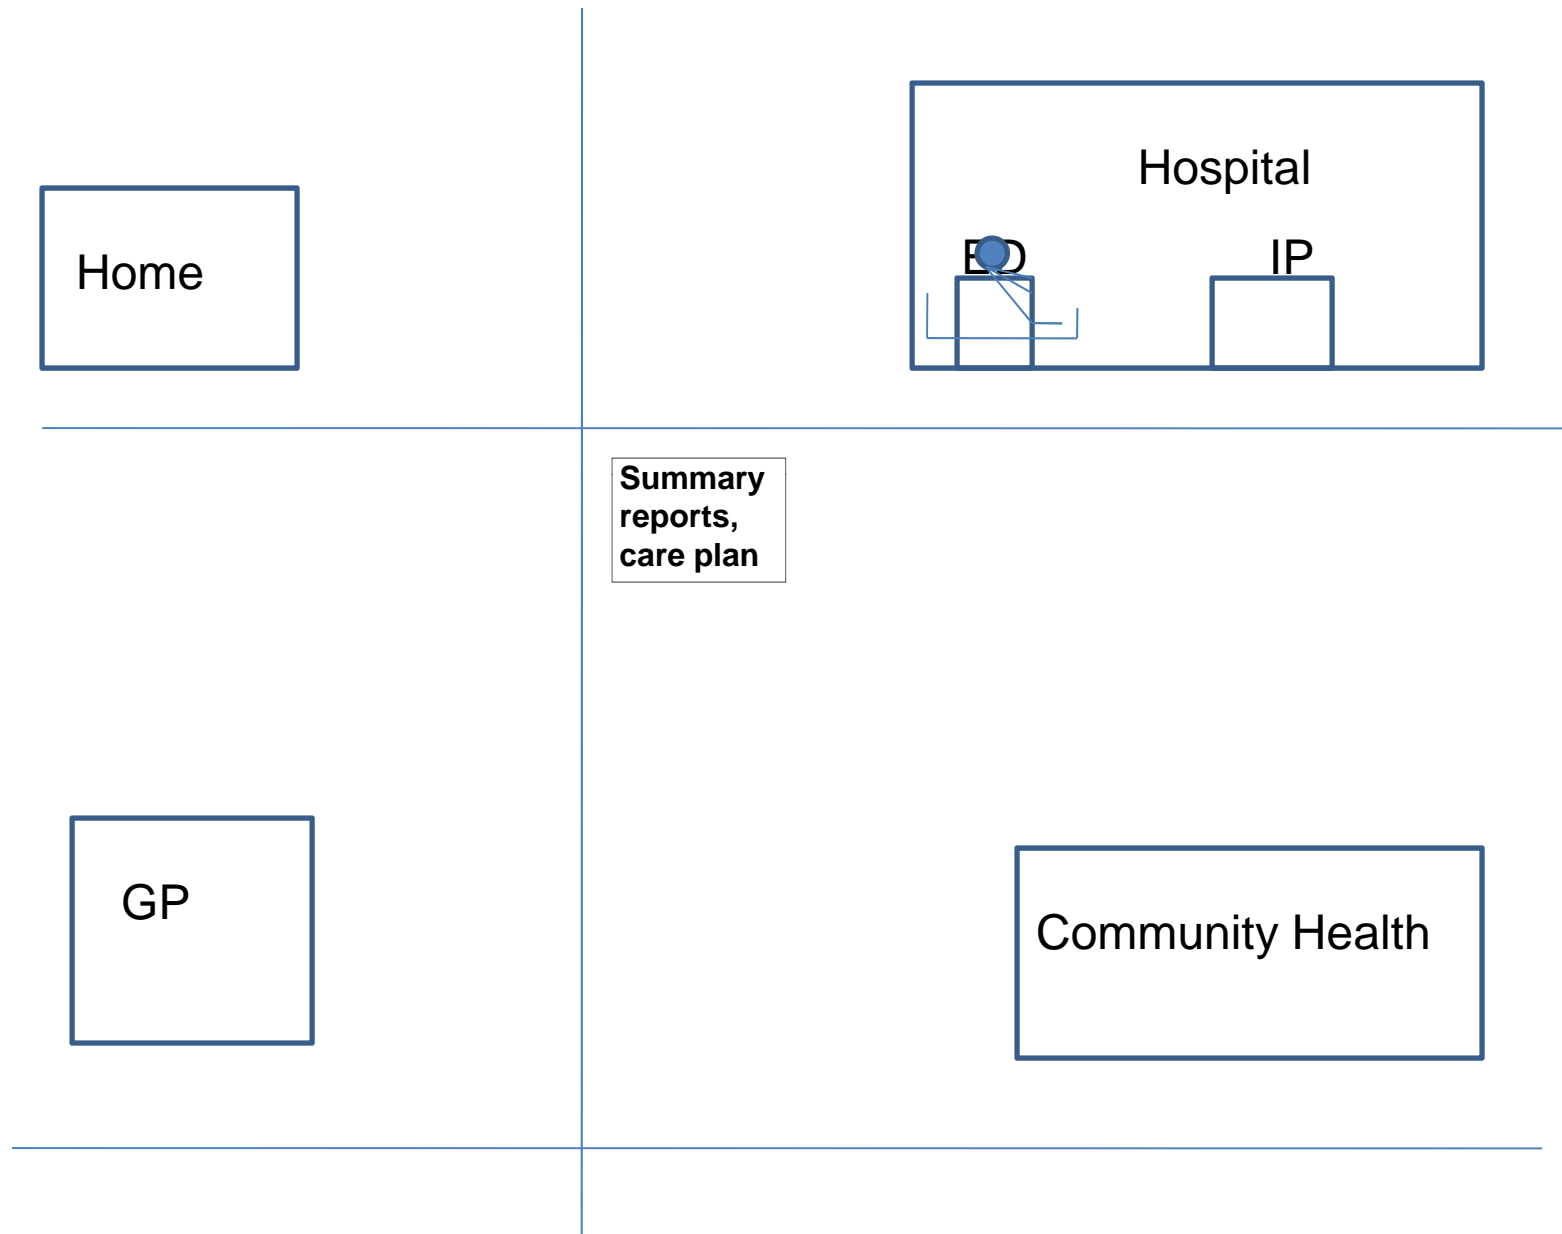 Hospital
Home
ED
IP
Summary
reports,
care plan
GP
Community Health